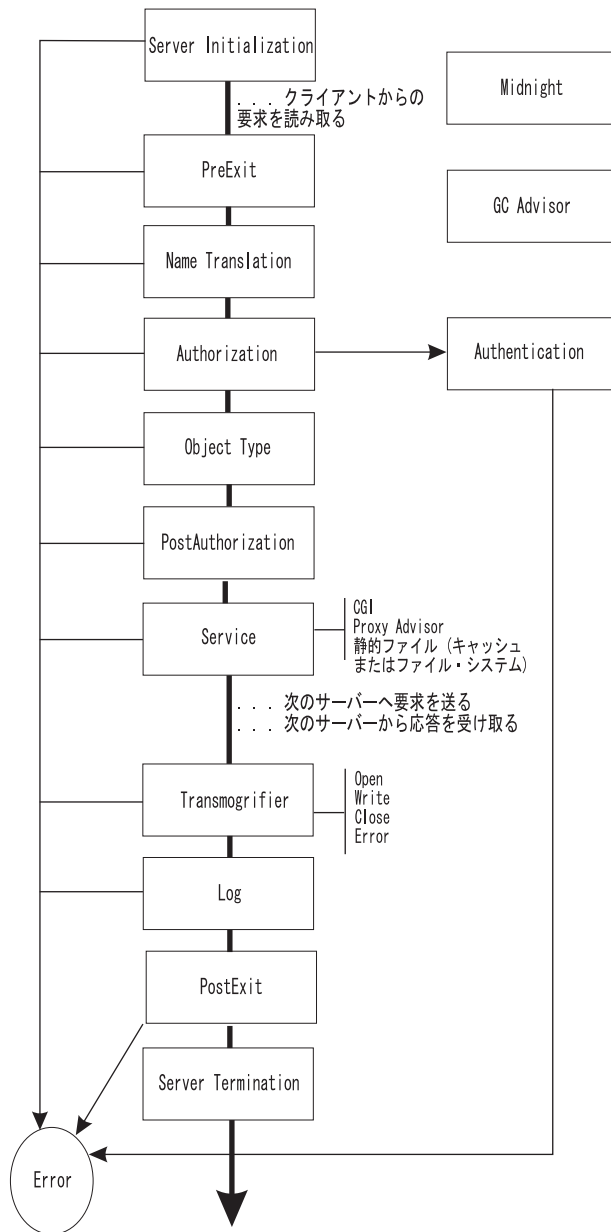 Server Initialization
Midnight
. . . クライアントからの
要求を読み取る
PreExit
GC Advisor
Name Translation
Authorization
Authentication
Object Type
PostAuthorization
Service
CGI
Proxy Advisor
静的ファイル（キャッシュ
またはファイル・システム）
. . . 次のサーバーへ要求を送る
. . . 次のサーバーから応答を受け取る
Transmogrifier
Open
Write
Close
Error
Log
PostExit
Server Termination
Error